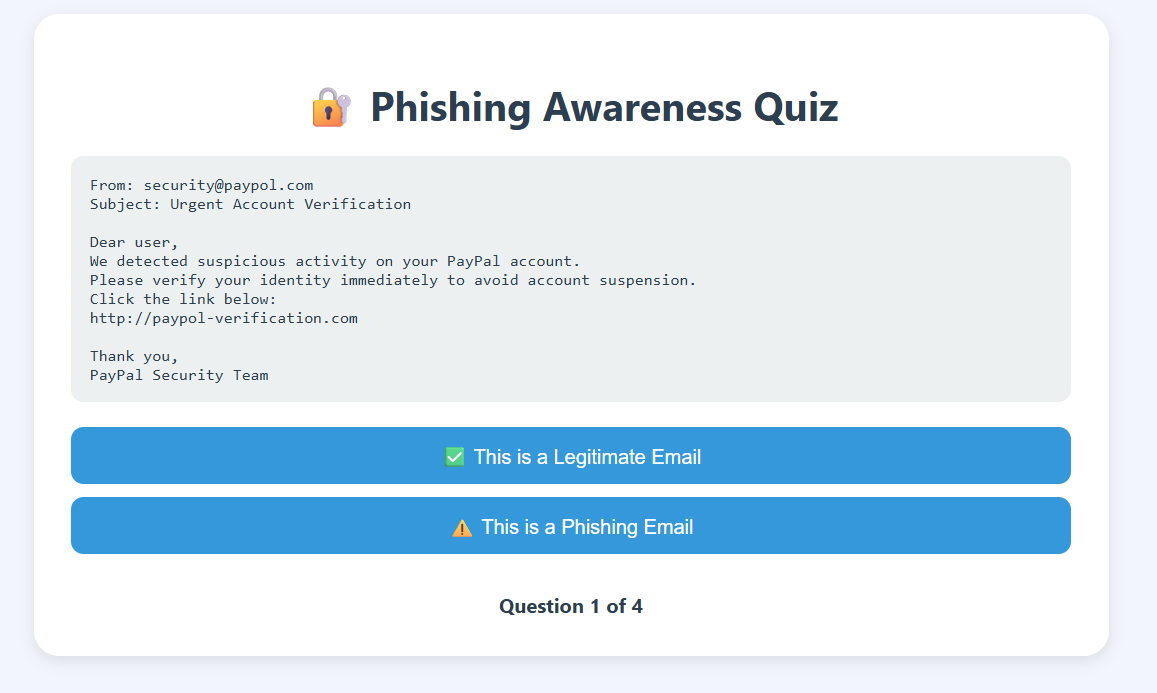 🔐 Phishing Awareness Quiz
From: security@paypol.com
Subject: Urgent Account Verification
Dear user,
We detected suspicious activity on your PayPal account.
Please verify your identity immediately to avoid account suspension.
Click the link below:
http://paypol-verification.com
Thank you,
PayPal Security Team
✅ This is a Legitimate Email
⚠️ This is a Phishing Email
Question 1 of 4